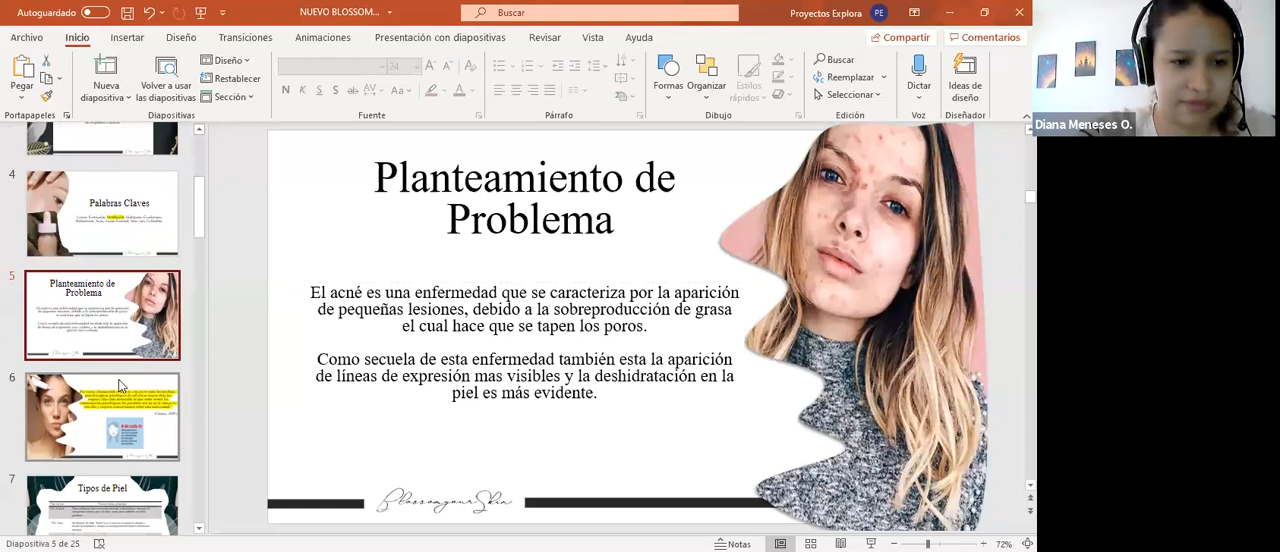 Autoguardado
NUEVO BLOSSOM...
Buscar
Proyectos Explora
PE
Archivo Inicio Insertar Diseño Transiciones Animaciones Presentación con diapositivas Revisar Vista Ayuda
Compartir
Comentarios
Pegar
Nueva diapositiva
Volver a usar las diapositivas
Diseño
Restablecer
Sección
24
N K S S ab AV Aa A
Formas
Organizar
Estilos rápidos
Buscar
Reemplazar
Seleccionar
Dictar
Ideas de diseño
Portapapeles Diapositivas Fuente Párrafo Dibujo Edición Voz Diseñador
Diana Meneses O.
4
Palabras Claves
5
Planteamiento de
Problema
6
7
Tipos de Piel
Planteamiento de
Problema
El acné es una enfermedad que se caracteriza por la aparición
de pequeñas lesiones, debido a la sobreproducción de grasa
el cual hace que se tapen los poros.
Como secuela de esta enfermedad también esta la aparición
de líneas de expresión mas visibles y la deshidratación en la
piel es más evidente.
BlossomyourSkin
Diapositiva 5 de 25
Notas
72%